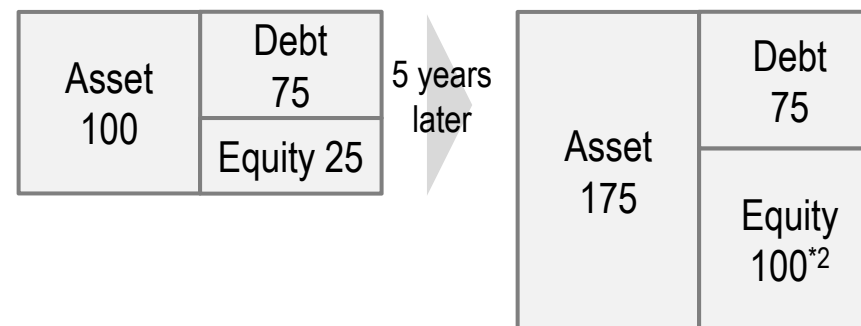 Asset
100
Debt
75
Equity 25
5 years
later
Asset
175
Debt
75
Equity
100*2